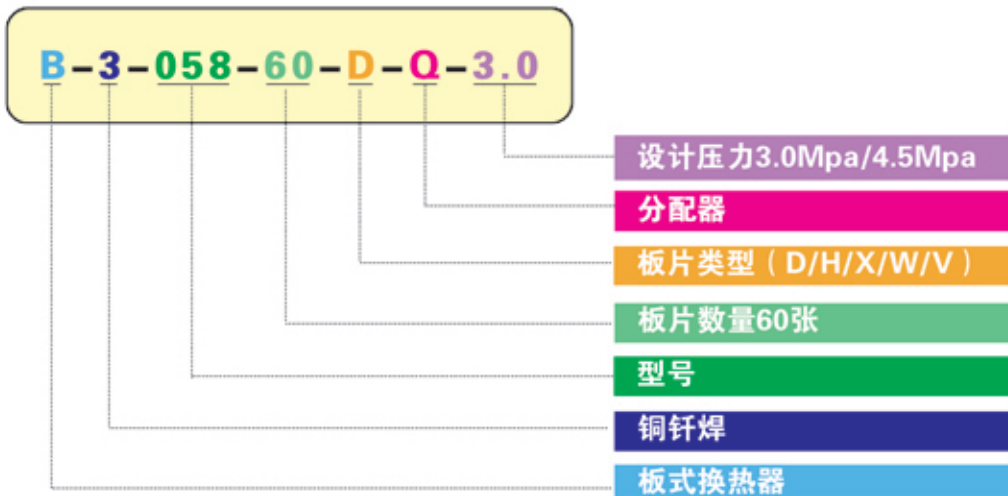 B-3-058-60-D-Q-3.0
设计压力3.0Mpa/4.5Mpa
分配器
板片类型（D/H/X/W/V）
板片数量60张
型号
铜钎焊
板式换热器